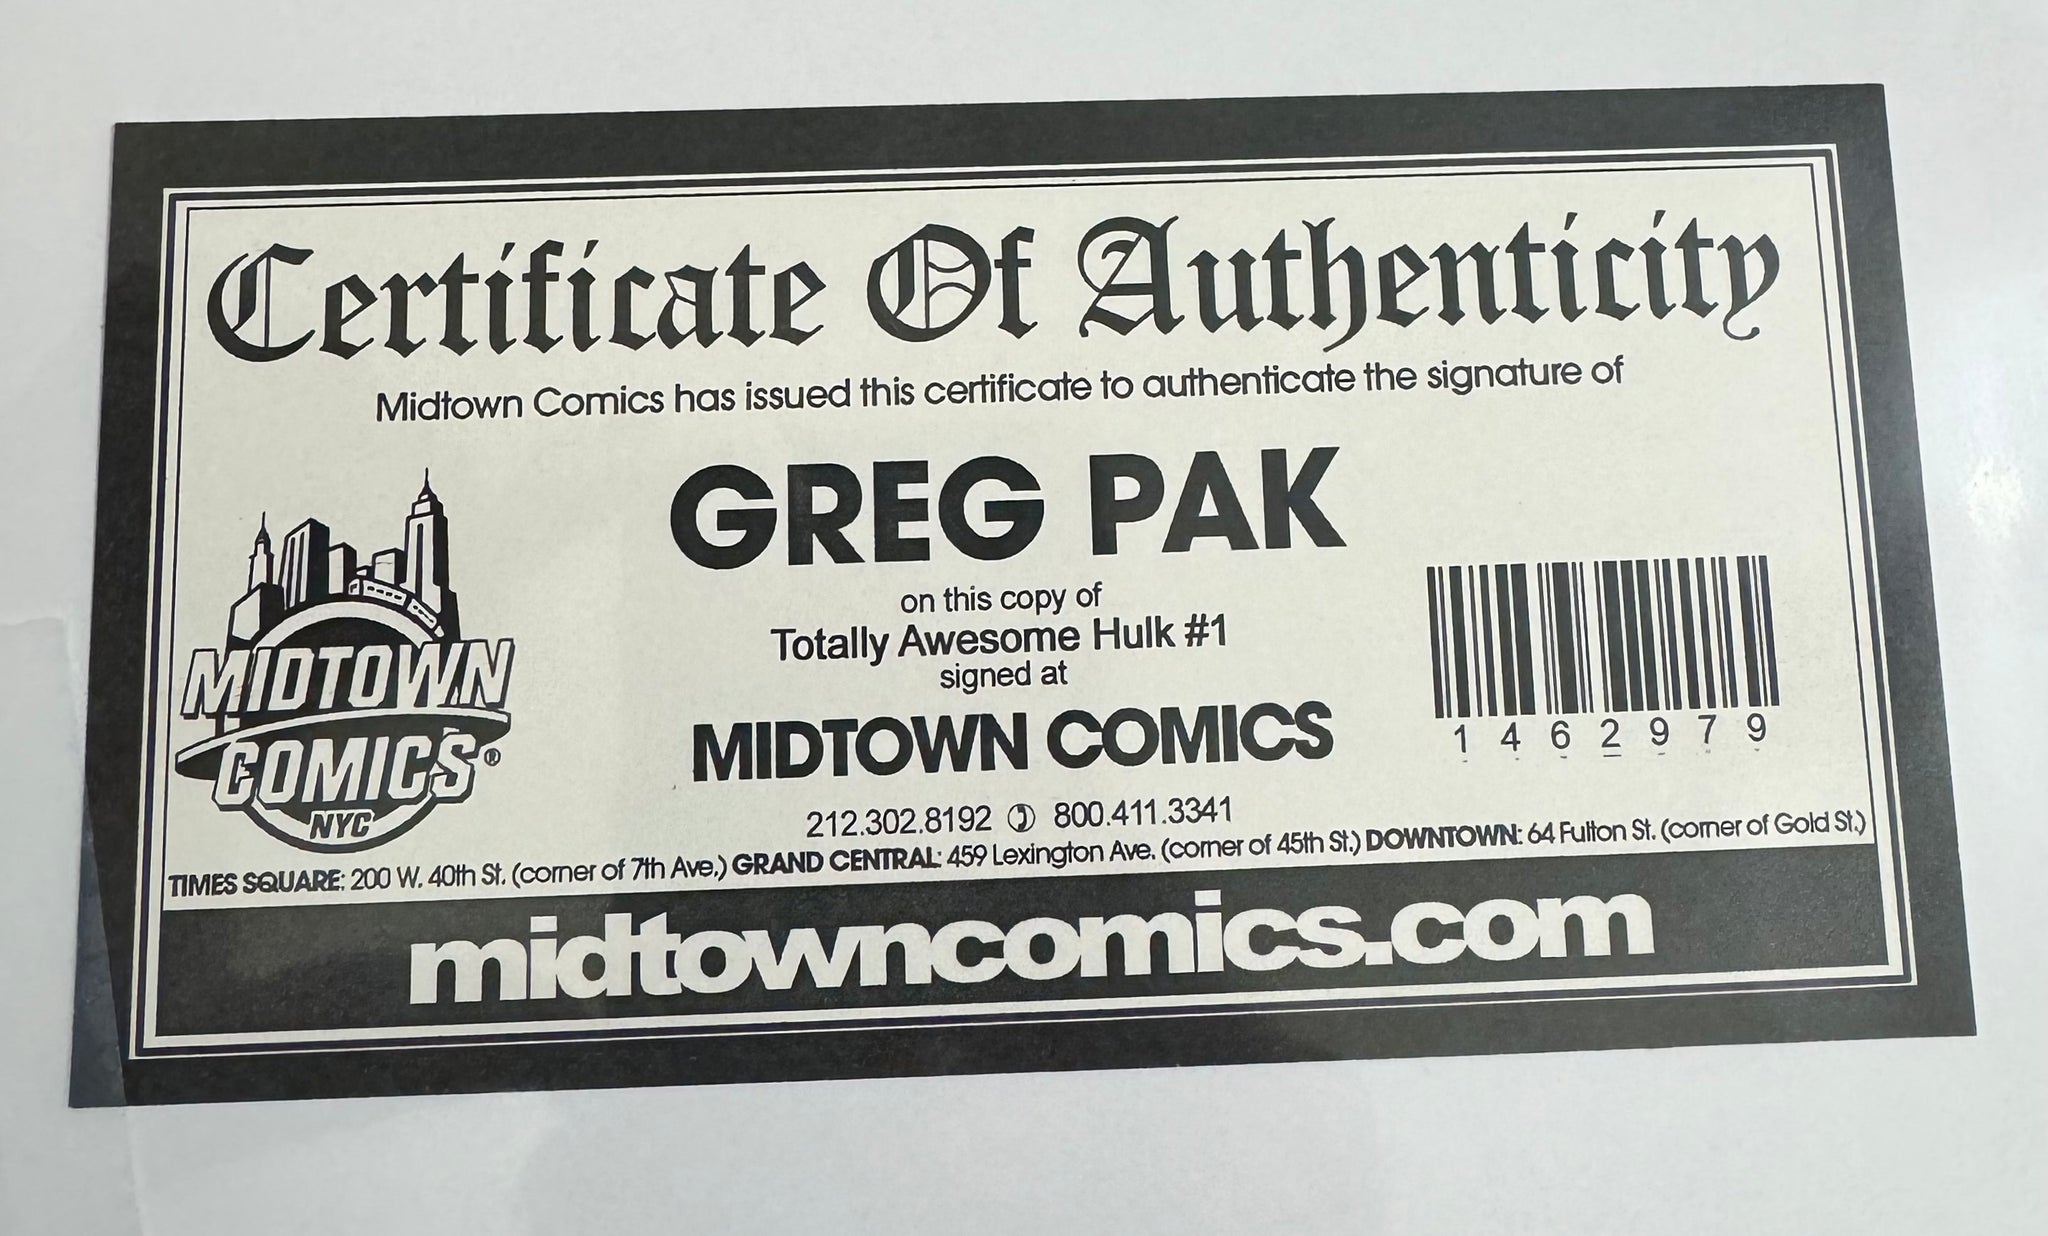 Certificate Of Authenticity
Midtown Comics has issued this certificate to authenticate the signature of
GREG PAK
on this copy of
Totally Awesome Hulk #1
signed at
MIDTOWN COMICS
212.302.8192 800.411.3341
MIDTOWN
COMICS®
NYC
1462979
TIMES SQUARE: 200 W. 40th St. (corner of 7th Ave.) GRAND CENTRAL: 459 Lexington Ave. (corner of 45th St.) DOWNTOWN: 64 Fulton St. (corner of Gold St.)
midtowncomics.com